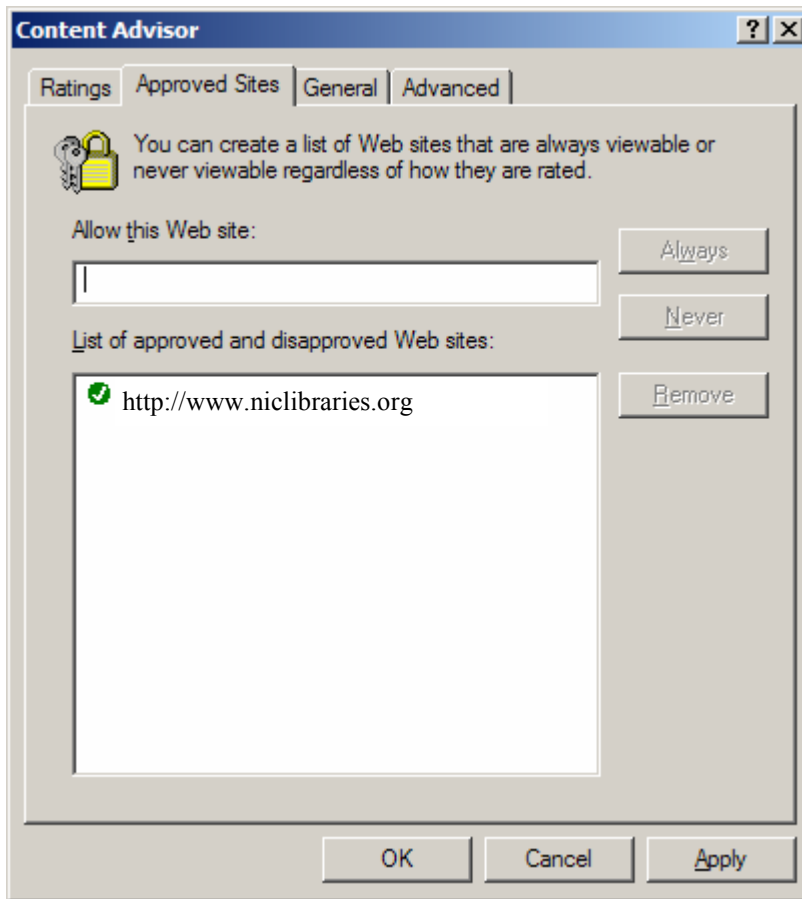 Content Advisor
Ratings Approved Sites General Advanced
You can create a list of Web sites that are always viewable or
never viewable regardless of how they are rated.
Allow this Web site:
Always
Never
List of approved and disapproved Web sites:
http://www.niclibraries.org
Remove
OK Cancel Apply